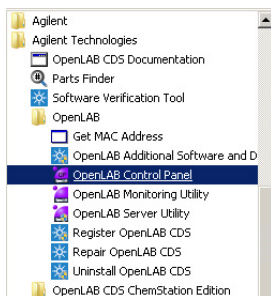 Agilent
Agilent Technologies
OpenLAB CDS Documentation
Parts Finder
Software Verification Tool
OpenLAB
Get MAC Address
OpenLAB Additional Software and D
OpenLAB Control Panel
OpenLAB Monitoring Utility
OpenLAB Server Utility
Register OpenLAB CDS
Repair OpenLAB CDS
Uninstall OpenLAB CDS
OpenLAB CDS ChemStation Edition